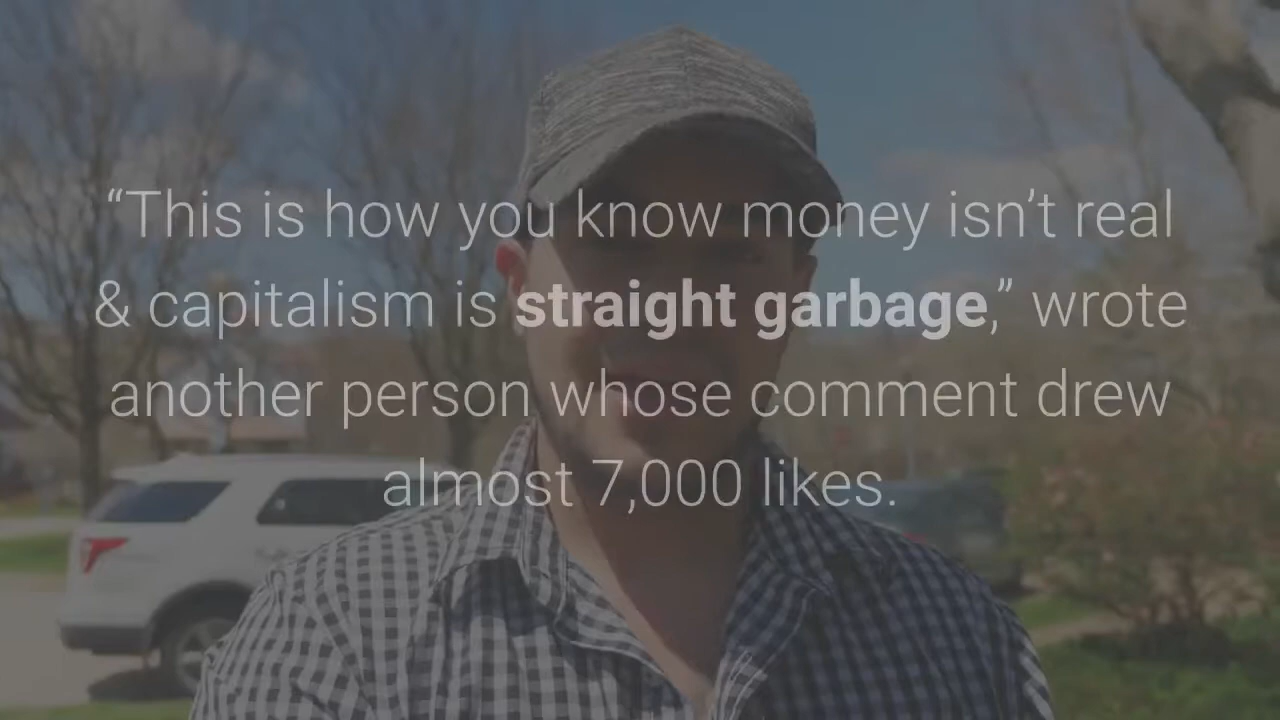 “This is how you know money isn’t real
& capitalism is straight garbage,” wrote
another person whose comment drew
almost 7,000 likes.